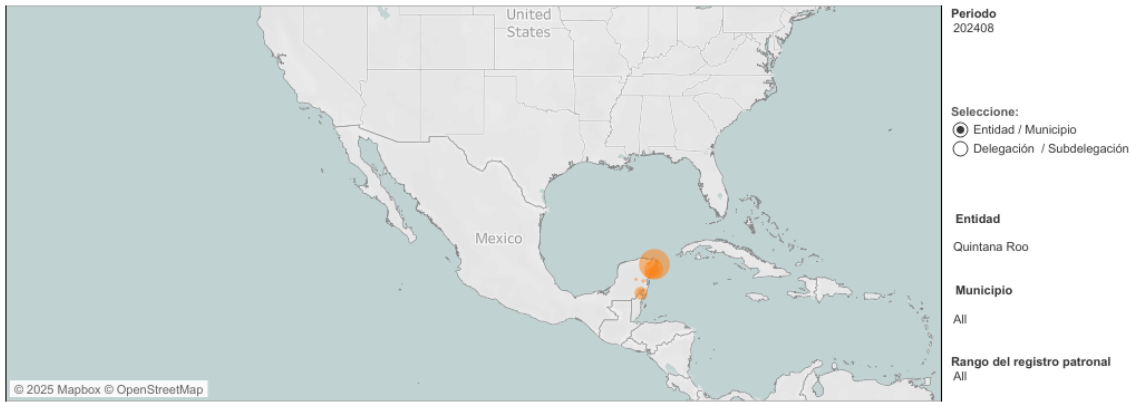 United
States
Mexico
© 2025 Mapbox © OpenStreetMap
Periodo
202408
Seleccione:
Entidad / Municipio
Delegación / Subdelegación
Entidad
Quintana Roo
Municipio
All
Rango del registro patronal
All